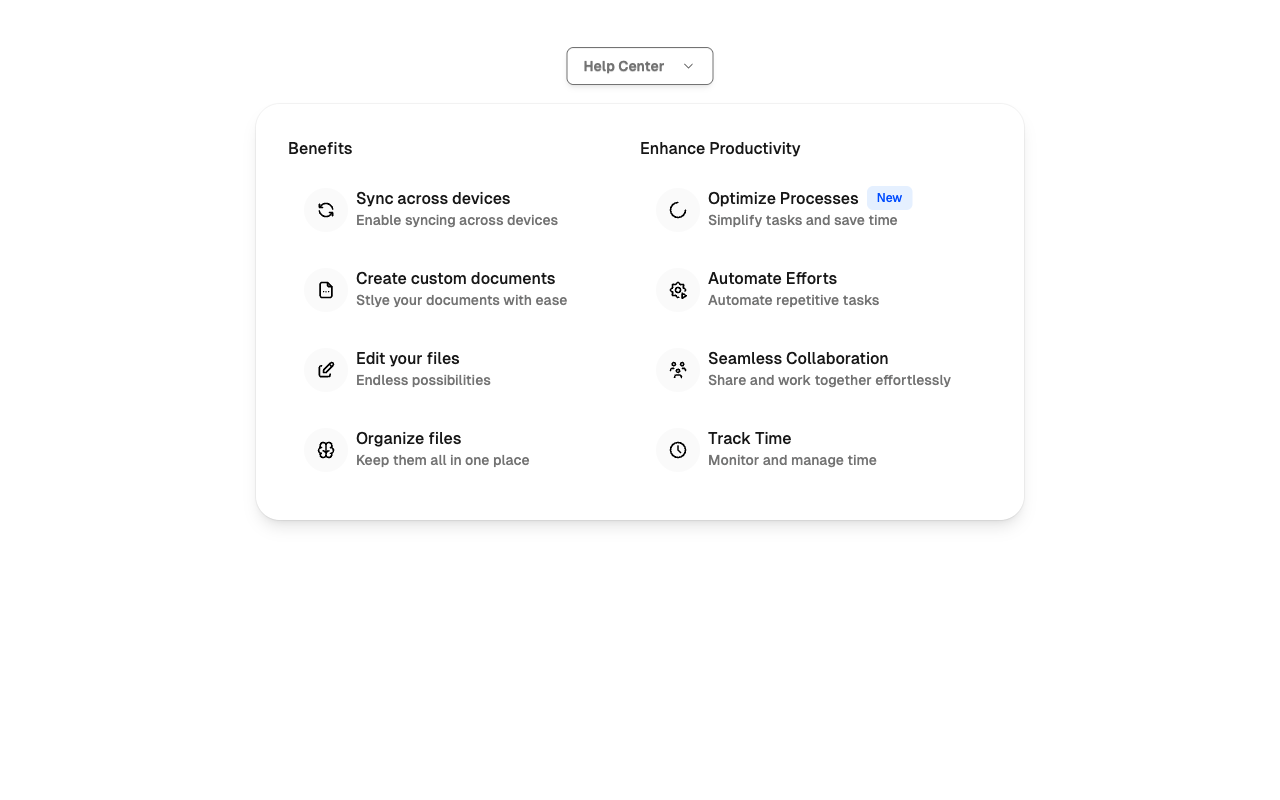 Help Center
Benefits
Sync across devices
Enable syncing across devices
Create custom documents
Stlye your documents with ease
Edit your files
Endless possibilities
Organize files
Keep them all in one place
Enhance Productivity
Optimize Processes New
Simplify tasks and save time
Automate Efforts
Automate repetitive tasks
Seamless Collaboration
Share and work together effortlessly
Track Time
Monitor and manage time